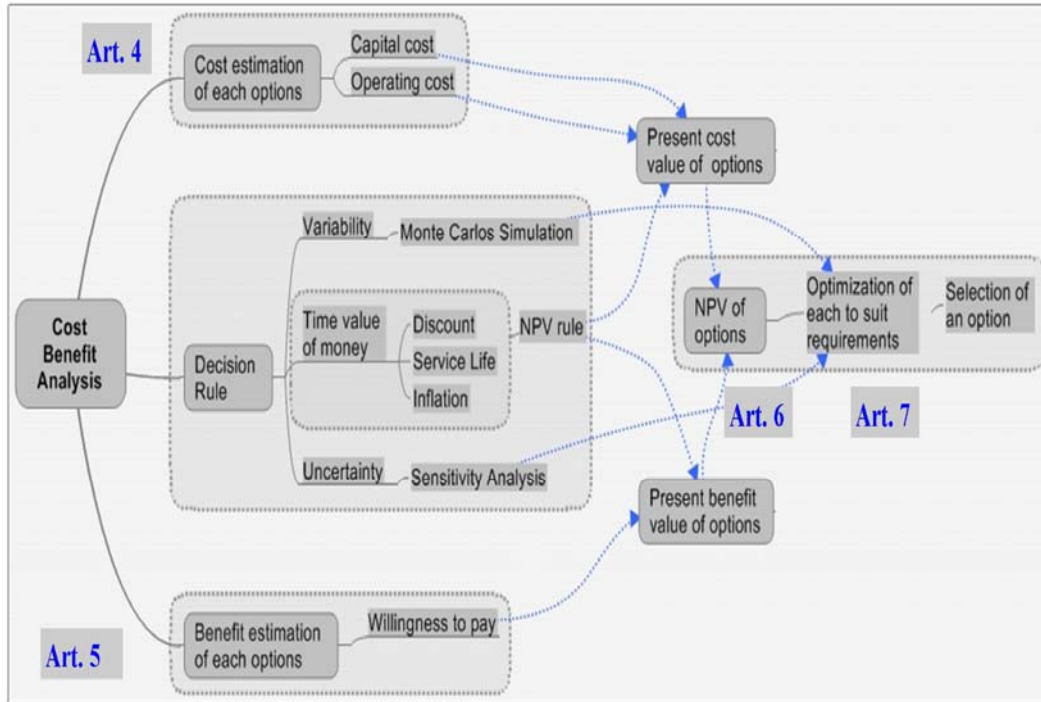 Art. 4
Cost estimation
of each options
Capital cost
Operating cost
Present cost
value of options
Variability
Monte Carlos Simulation
Time value
of money
Discount
Service Life
Inflation
NPV rule
Cost
Benefit
Analysis
Decision
Rule
Uncertainty
Sensitivity Analysis
NPV of
options
Optimization of
each to suit
requirements
Selection of
an option
Art. 6
Art. 7
Present benefit
value of options
Benefit estimation
of each options
Willingness to pay
Art. 5